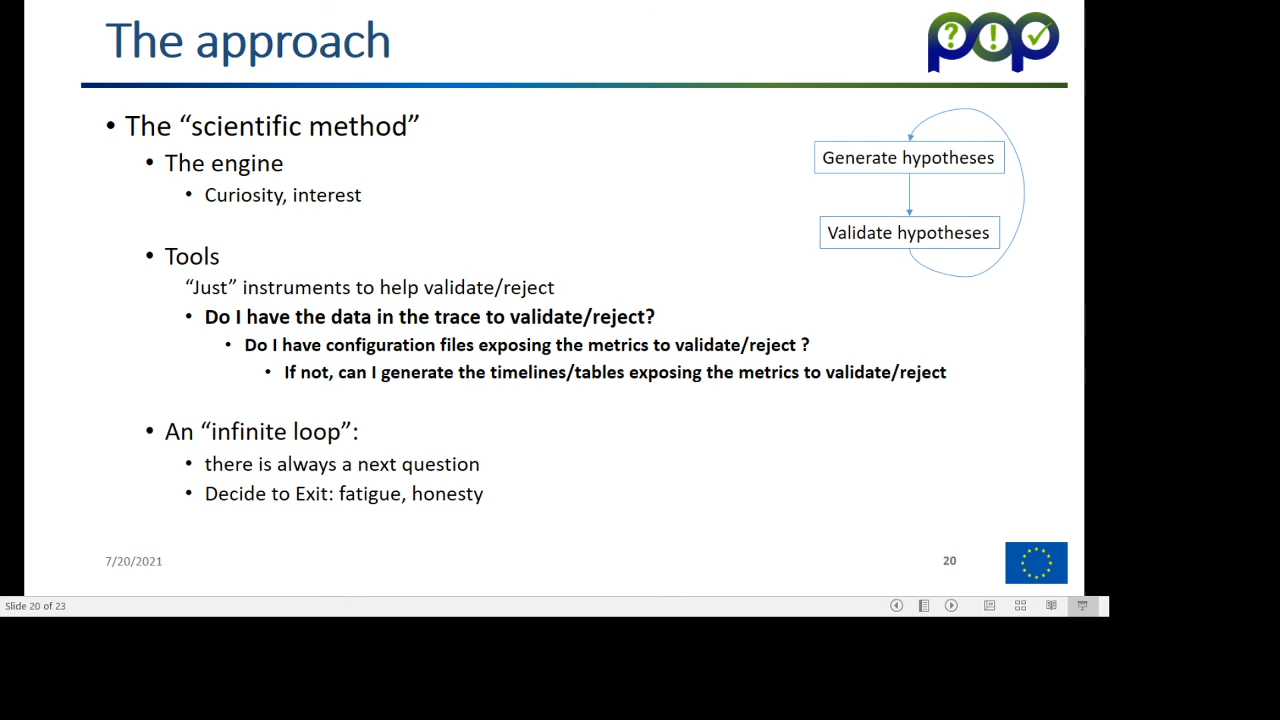 The approach
pop
? ! ✓
• The “scientific method”
• The engine
• Curiosity, interest
• Tools
“Just” instruments to help validate/reject
• Do I have the data in the trace to validate/reject?
• Do I have configuration files exposing the metrics to validate/reject ?
• If not, can I generate the timelines/tables exposing the metrics to validate/reject
• An “infinite loop”:
• there is always a next question
• Decide to Exit: fatigue, honesty
Generate hypotheses
Validate hypotheses
7/20/2021
20
Slide 20 of 23